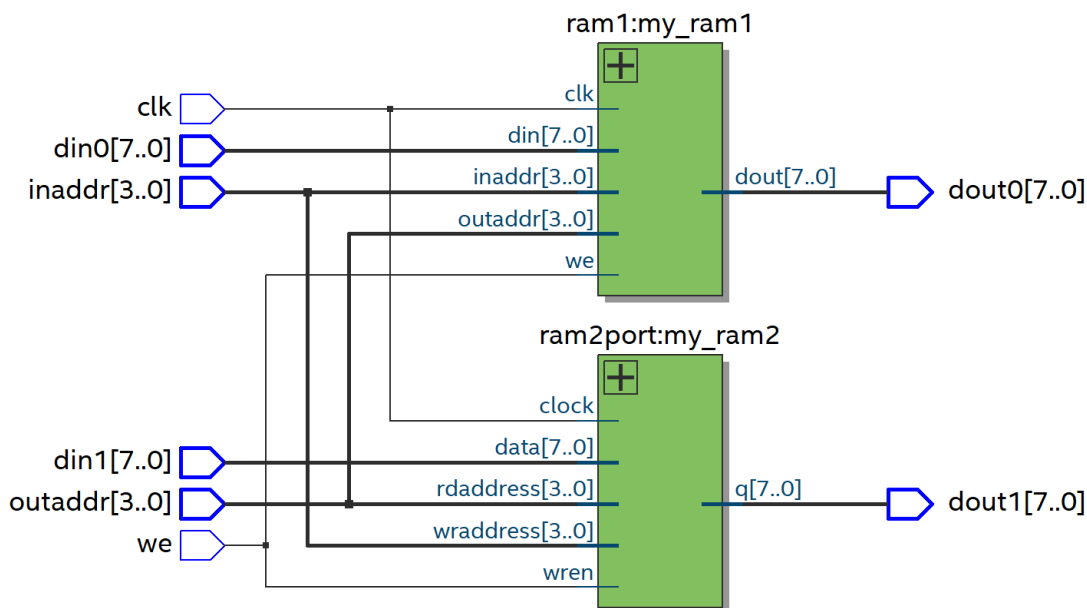 ram1:my_ram1
clk
clk
din0[7..0]
din[7..0]
inaddr[3..0]
inaddr[3..0]
dout[7..0]
dout0[7..0]
outaddr[3..0]
we
ram2port:my_ram2
clock
din1[7..0]
data[7..0]
outaddr[3..0]
rdaddress[3..0]
q[7..0]
dout1[7..0]
we
wraddress[3..0]
wren